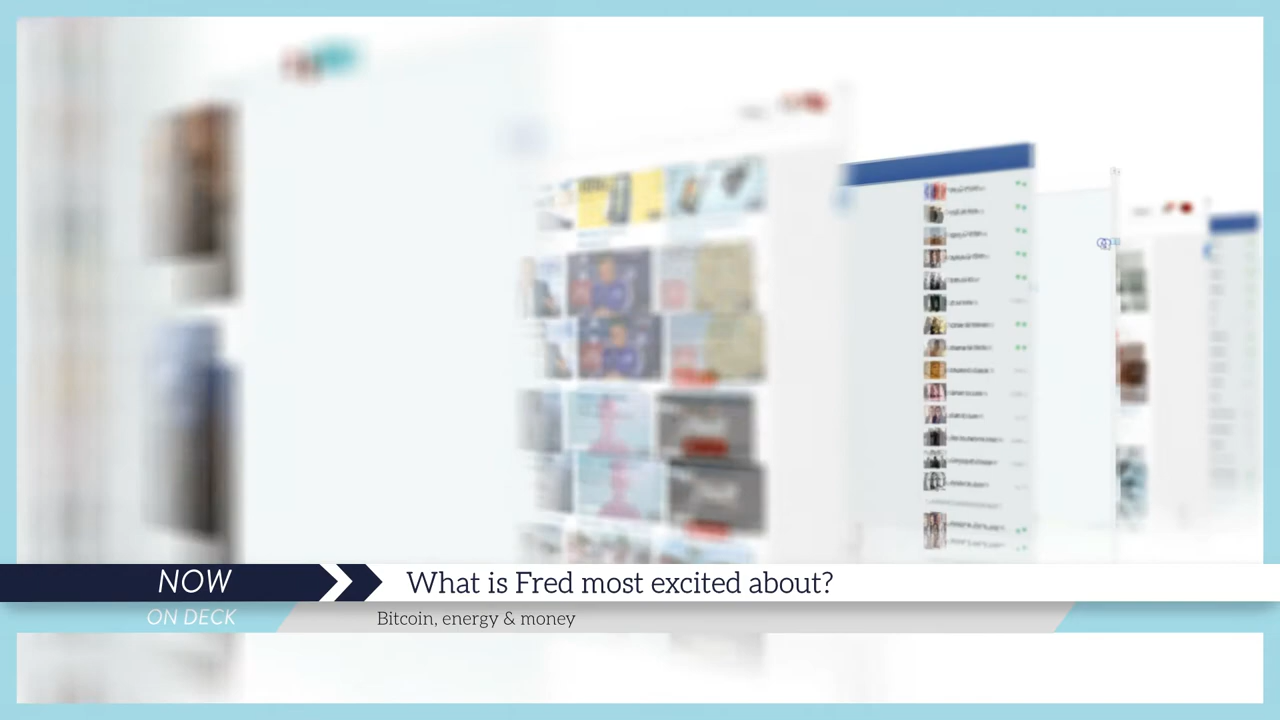 NOW
What is Fred most excited about?
ON DECK
Bitcoin, energy & money